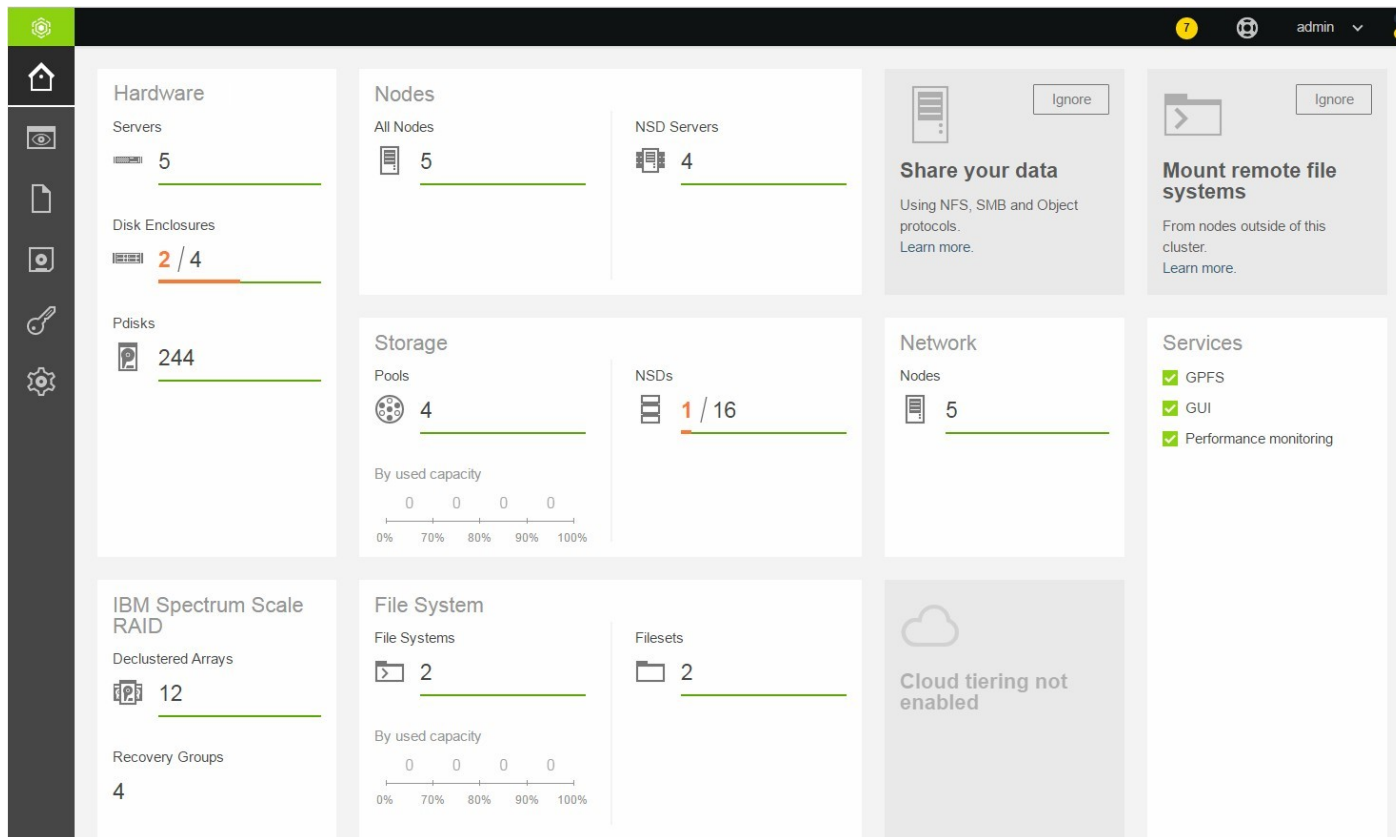 7
admin
Hardware
Servers
5
Disk Enclosures
2 / 4
Pdisks
244
Nodes
All Nodes
5
NSD Servers
4
Ignore
Share your data
Using NFS, SMB and Object
protocols.
Learn more.
Ignore
Mount remote file
systems
From nodes outside of this
cluster.
Learn more.
Storage
Pools
4
By used capacity
0 0 0 0
0% 70% 80% 90% 100%
NSDs
1 / 16
Network
Nodes
5
Services
GPFS
GUI
Performance monitoring
IBM Spectrum Scale
RAID
Declustered Arrays
12
Recovery Groups
4
File System
File Systems
2
By used capacity
0 0 0 0
0% 70% 80% 90% 100%
Filesets
2
Cloud tiering not
enabled